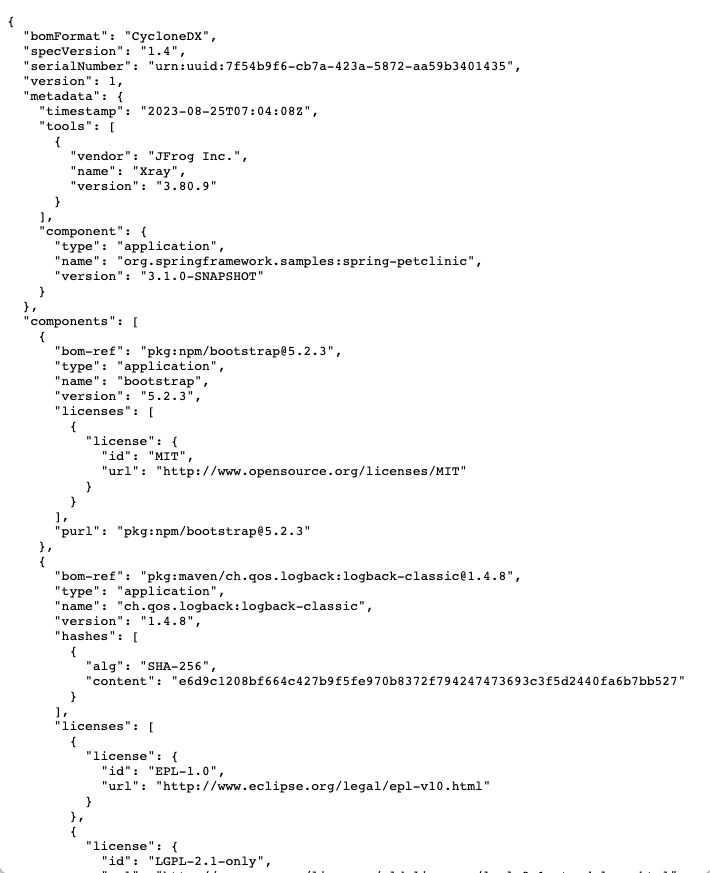 {
  "bomFormat": "CycloneDX",
  "specVersion": "1.4",
  "serialNumber": "urn:uuid:7f54b9f6-cb7a-423a-5872-aa59b3401435",
  "version": 1,
  "metadata": {
    "timestamp": "2023-08-25T07:04:08Z",
    "tools": [
      {
        "vendor": "JFrog Inc.",
        "name": "Xray",
        "version": "3.80.9"
      }
    ],
    "component": {
      "type": "application",
      "name": "org.springframework.samples:spring-petclinic",
      "version": "3.1.0-SNAPSHOT"
    }
  },
  "components": [
    {
      "bom-ref": "pkg:npm/bootstrap@5.2.3",
      "type": "application",
      "name": "bootstrap",
      "version": "5.2.3",
      "licenses": [
        {
          "license": {
            "id": "MIT",
            "url": "http://www.opensource.org/licenses/MIT"
          }
        }
      ],
      "purl": "pkg:npm/bootstrap@5.2.3"
    },
    {
      "bom-ref": "pkg:maven/ch.qos.logback:logback-classic@1.4.8",
      "type": "application",
      "name": "ch.qos.logback:logback-classic",
      "version": "1.4.8",
      "hashes": [
        {
          "alg": "SHA-256",
          "content": "e6d9c1208bf664c427b9f5fe970b8372f794247473693c3f5d2440fa6b7bb527"
        }
      ],
      "licenses": [
        {
          "license": {
            "id": "EPL-1.0",
            "url": "http://www.eclipse.org/legal/epl-v10.html"
          }
        },
        {
          "license": {
            "id": "LGPL-2.1-only",